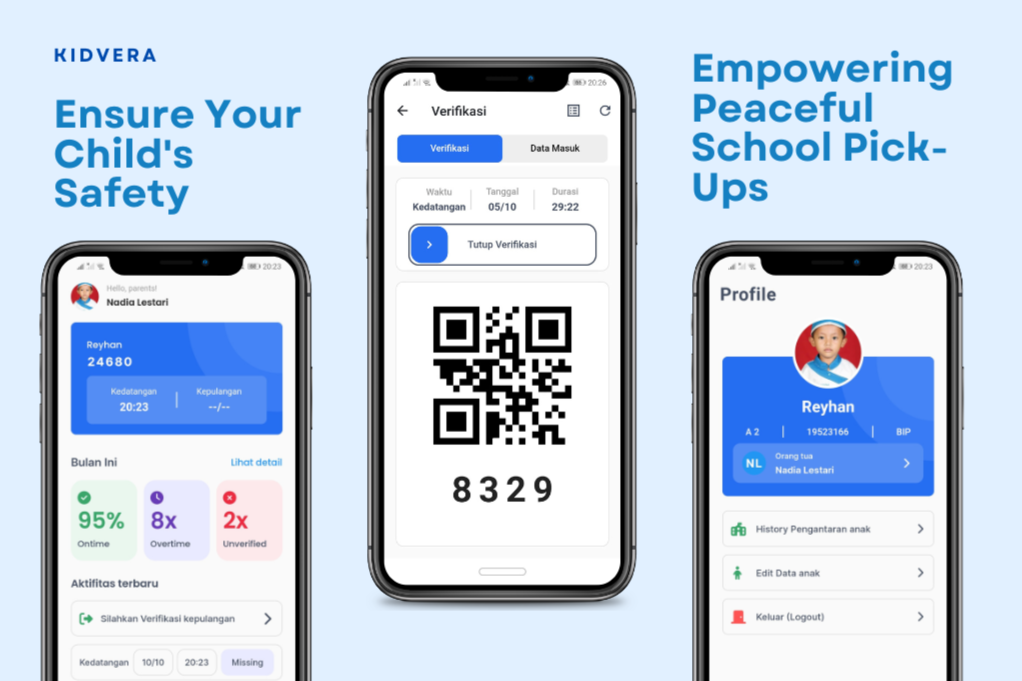 KIDVERA
Ensure Your
Child's
Safety
20:23
Hello, parents!
Nadia Lestari
Reyhan
24680
Kedatangan Kepulangan
20:23 --/--
Bulan Ini Lihat detail
95% 8x 2x
Ontime Overtime Unverified
Aktifitas terbaru
Silahkan Verifikasi kepulangan
Kedatangan 10/10 20:23 Missing
20:26
Verifikasi
Verifikasi Data Masuk
Waktu Tanggal Durasi
Kedatangan 05/10 29:22
Tutup Verifikasi
8329
Empowering
Peaceful
School Pick-
Ups
20:23
Profile
Reyhan
A 2 19523166 BIP
NL Orang tua
Nadia Lestari
History Pengantaran anak
Edit Data anak
Keluar (Logout)